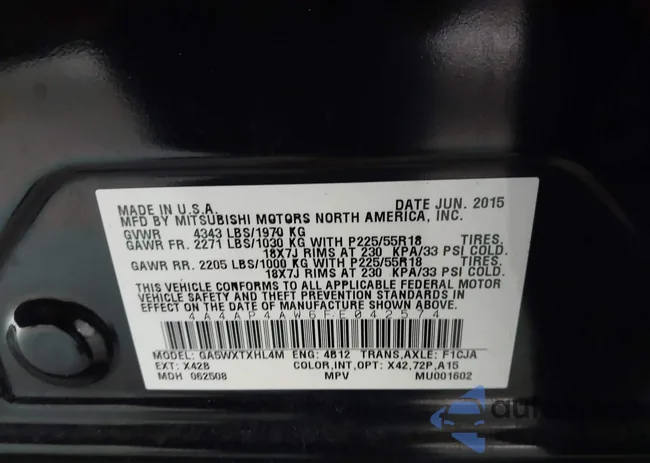 MADE IN U.S.A. DATE JUN. 2015
MFD BY MITSUBISHI MOTORS NORTH AMERICA, INC.
GVWR 4343 LBS/1970 KG
GAWR FR. 2271 LBS/1030 KG WITH P225/55R18 TIRES.
18X7J RIMS AT 230 KPA/33 PSI COLD.
GAWR RR. 2205 LBS/1000 KG WITH P225/55R18 TIRES.
18X7J RIMS AT 230 KPA/33 PSI COLD.
THIS VEHICLE CONFORMS TO ALL APPLICABLE FEDERAL MOTOR
VEHICLE SAFETY AND THEFT PREVENTION STANDARDS IN
EFFECT ON THE DATE OF MANUFACTURE SHOWN ABOVE.
4A4AP4AW6FE042574
MODEL: GA5WXTXHL4M ENG: 4B12 TRANS,AXLE: F1CJA
EXT: X42B COLOR,INT,OPT: X42,72P,A15
MDH 062508 MPV MU001602